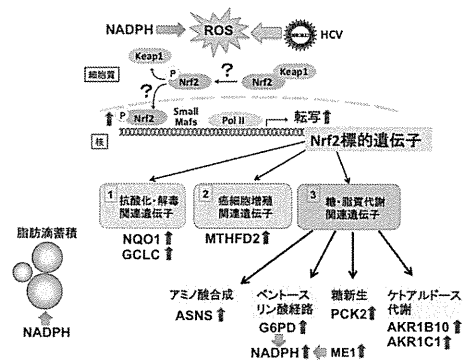 NADPH
ROS
HCV
Keap1
細胞質
P
Nrf2
?
Nrf2
Keap1
?
P
Nrf2
Small
Mafs
Pol II
転写
核
Nrf2標的遺伝子
1
抗酸化・解毒
関連遺伝子
2
癌細胞増殖
関連遺伝子
3
糖・脂質代謝
関連遺伝子
NQO1
GCLC
MTHFD2
脂肪滴蓄積
NADPH
アミノ酸合成
ASNS
ペントース
リン酸経路
G6PD
NADPH
ME1
糖新生
PCK2
ケトアルドース
代謝
AKR1B10
AKR1C1